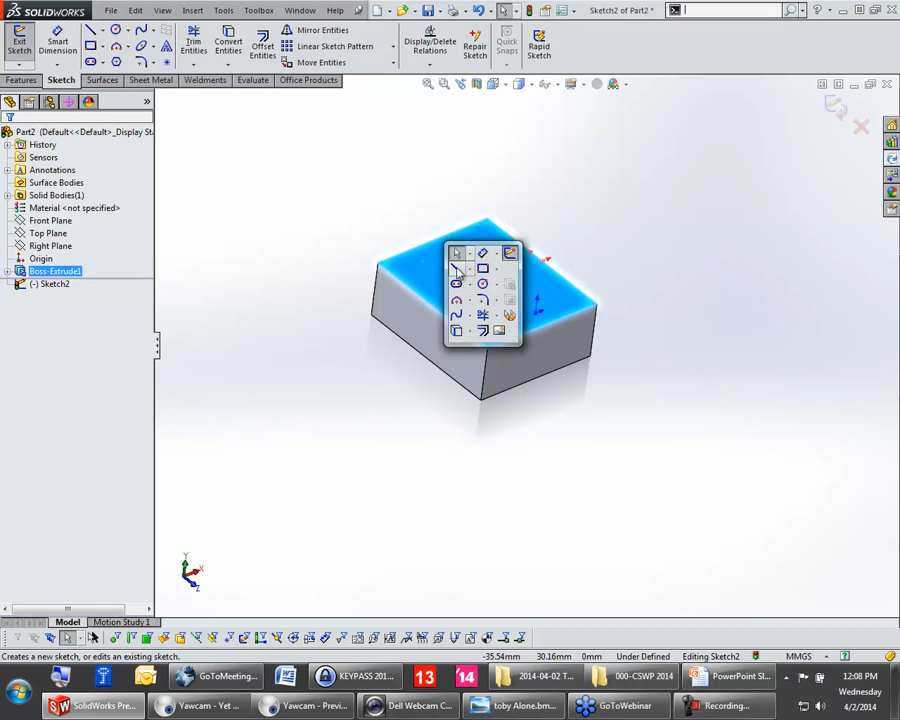 SOLIDWORKS File Edit View Insert Tools Toolbox Window Help Sketch2 of Part2 *
Exit Sketch Smart Dimension Trim Entities Convert Entities Offset Entities Mirror Entities Display/Delete Relations Repair Sketch Quick Snaps Rapid Sketch
Linear Sketch Pattern
Move Entities
Features Sketch Surfaces Sheet Metal Weldments Evaluate Office Products
Part2 (Default<<Default>_Display Sta
History
Sensors
Annotations
Surface Bodies
Solid Bodies(1)
Material <not specified>
Front Plane
Top Plane
Right Plane
Origin
Boss-Extrude1
(-) Sketch2
Y
X
Z
Model Motion Study 1
Creates a new sketch, or edits an existing sketch. -35.54mm 30.16mm 0mm Under Defined Editing Sketch2 MMGS
GoToMeeting... KEYPASS 201... 13 14 2014-04-02 T... 000-CSWP 2014 PowerPoint Sl... 12:08 PM
Wednesday
SolidWorks Pre... Yawcam - Yet ... Yawcam - Previ... Dell Webcam C... toby Alone.bm... GoToWebinar Recording... 4/2/2014